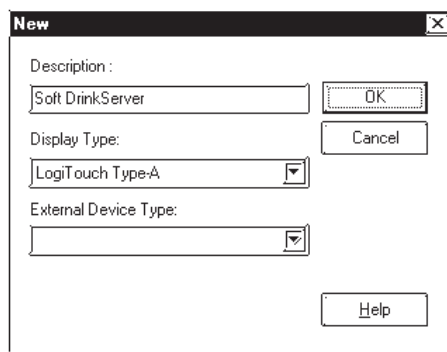 New
Description :
Soft DrinkServer
OK
Display Type:
Cancel
LogiTouch Type-A
External Device Type:
Help